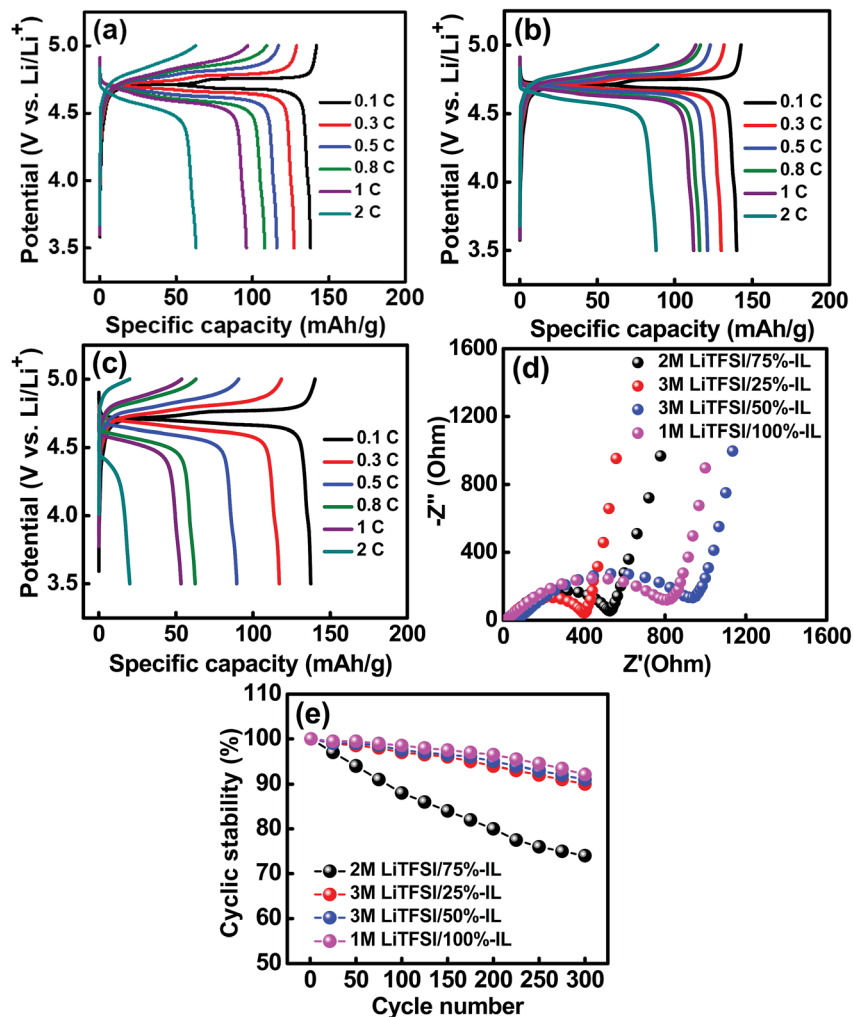 (a)
Potential (V vs. Li/Li⁺)
5.0
4.5
4.0
3.5
0.1 C
0.3 C
0.5 C
0.8 C
1 C
2 C
0 50 100 150 200
Specific capacity (mAh/g)
(b)
Potential (V vs. Li/Li⁺)
5.0
4.5
4.0
3.5
0.1 C
0.3 C
0.5 C
0.8 C
1 C
2 C
0 50 100 150 200
Specific capacity (mAh/g)
(c)
Potential (V vs. Li/Li⁺)
5.0
4.5
4.0
3.5
0.1 C
0.3 C
0.5 C
0.8 C
1 C
2 C
0 50 100 150 200
Specific capacity (mAh/g)
(d)
-Z'' (Ohm)
1600
1200
800
400
0
2M LiTFSI/75%-IL
3M LiTFSI/25%-IL
3M LiTFSI/50%-IL
1M LiTFSI/100%-IL
0 400 800 1200 1600
Z'(Ohm)
(e)
Cyclic stability (%)
110
100
90
80
70
60
50
2M LiTFSI/75%-IL
3M LiTFSI/25%-IL
3M LiTFSI/50%-IL
1M LiTFSI/100%-IL
0 50 100 150 200 250 300
Cycle number